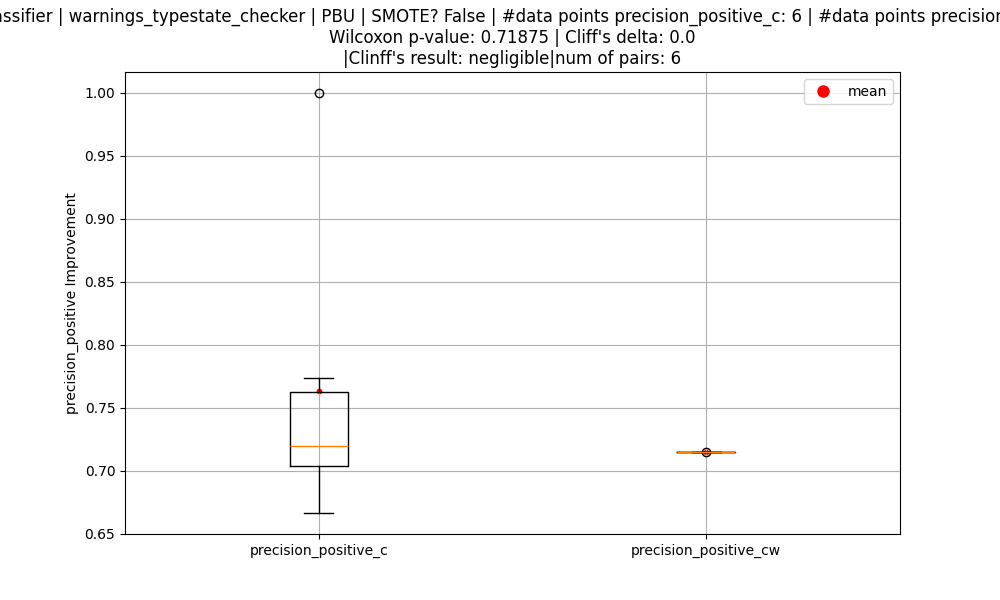 | warnings_typestate_checker | PBU | SMOTE? False | #data points precision_positive_c: 6 | #data points
Wilcoxon p-value: 0.71875 | Cliff's delta: 0.0
|Clinff's result: negligible|num of pairs: 6
mean
1.00
0.95
0.90
0.85
0.80
0.75
0.70
0.65
precision_positive Improvement
precision_positive_c
precision_positive_cw